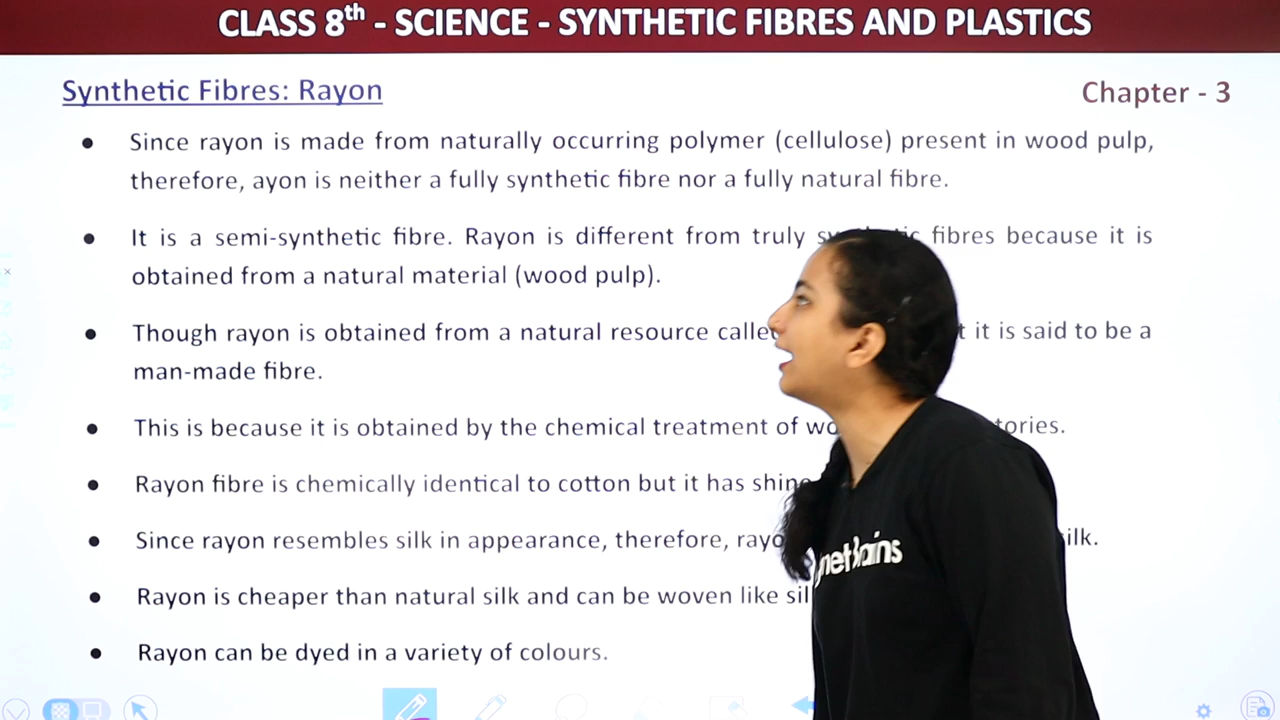 CLASS 8th - SCIENCE - SYNTHETIC FIBRES AND PLASTICS
Synthetic Fibres: Rayon
Chapter - 3
● Since rayon is made from naturally occurring polymer (cellulose) present in wood pulp,
therefore, ayon is neither a fully synthetic fibre nor a fully natural fibre.
● It is a semi-synthetic fibre. Rayon is different from truly fibres because it is
obtained from a natural material (wood pulp).
● Though rayon is obtained from a natural resource it is said to be a
man-made fibre.
● This is because it is obtained by the chemical treatment of
● Rayon fibre is chemically identical to cotton but it has shine
● Since rayon resembles silk in appearance, therefore, silk.
● Rayon is cheaper than natural silk and can be woven like
● Rayon can be dyed in a variety of colours.